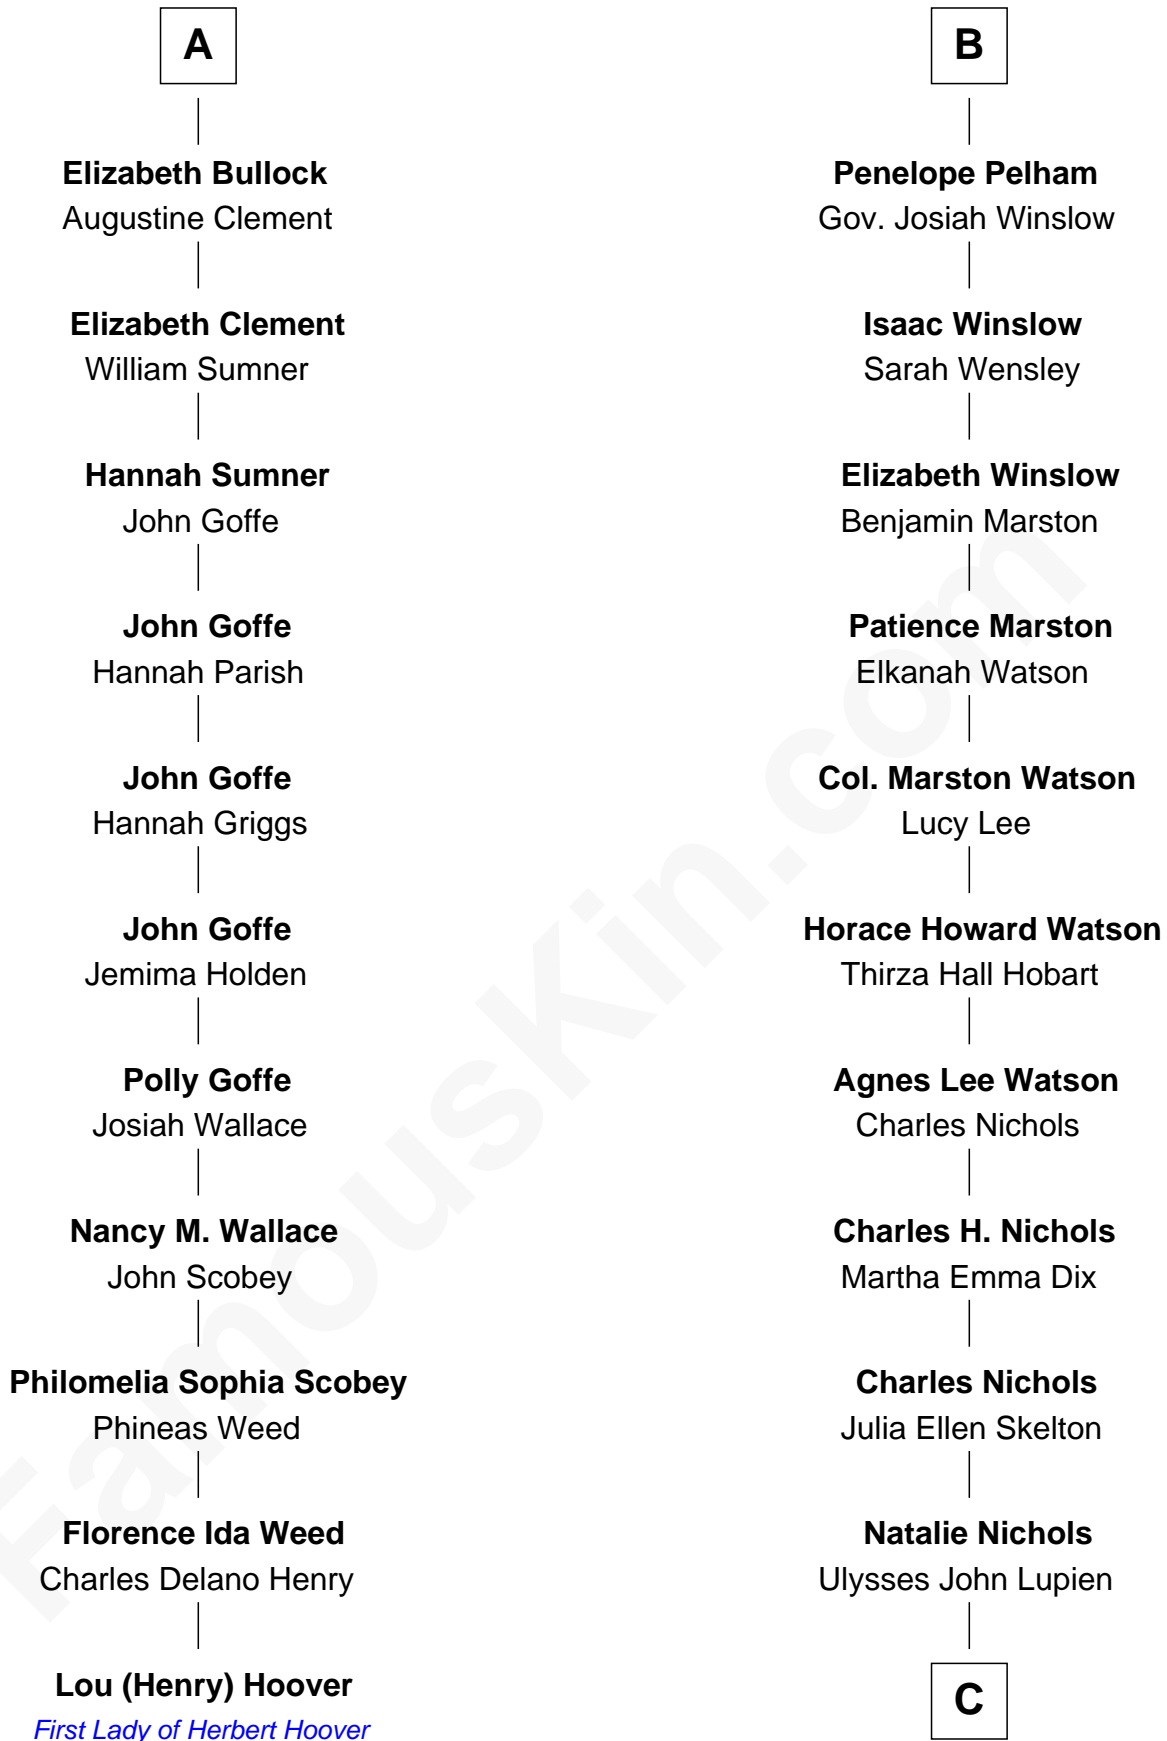 A
Elizabeth Bullock
Augustine Clement
Elizabeth Clement
William Sumner
Hannah Sumner
John Goffe
John Goffe
Hannah Parish
John Goffe
Hannah Griggs
John Goffe
Jemima Holden
Polly Goffe
Josiah Wallace
Nancy M. Wallace
John Scobey
Philomelia Sophia Scobey
Phineas Weed
Florence Ida Weed
Charles Delano Henry
Lou (Henry) Hoover
First Lady of Herbert Hoover
B
Penelope Pelham
Gov. Josiah Winslow
Isaac Winslow
Sarah Wensley
Elizabeth Winslow
Benjamin Marston
Patience Marston
Elkanah Watson
Col. Marston Watson
Lucy Lee
Horace Howard Watson
Thirza Hall Hobart
Agnes Lee Watson
Charles Nichols
Charles H. Nichols
Martha Emma Dix
Charles Nichols
Julia Ellen Skelton
Natalie Nichols
Ulysses John Lupien
C
FamousKin.com